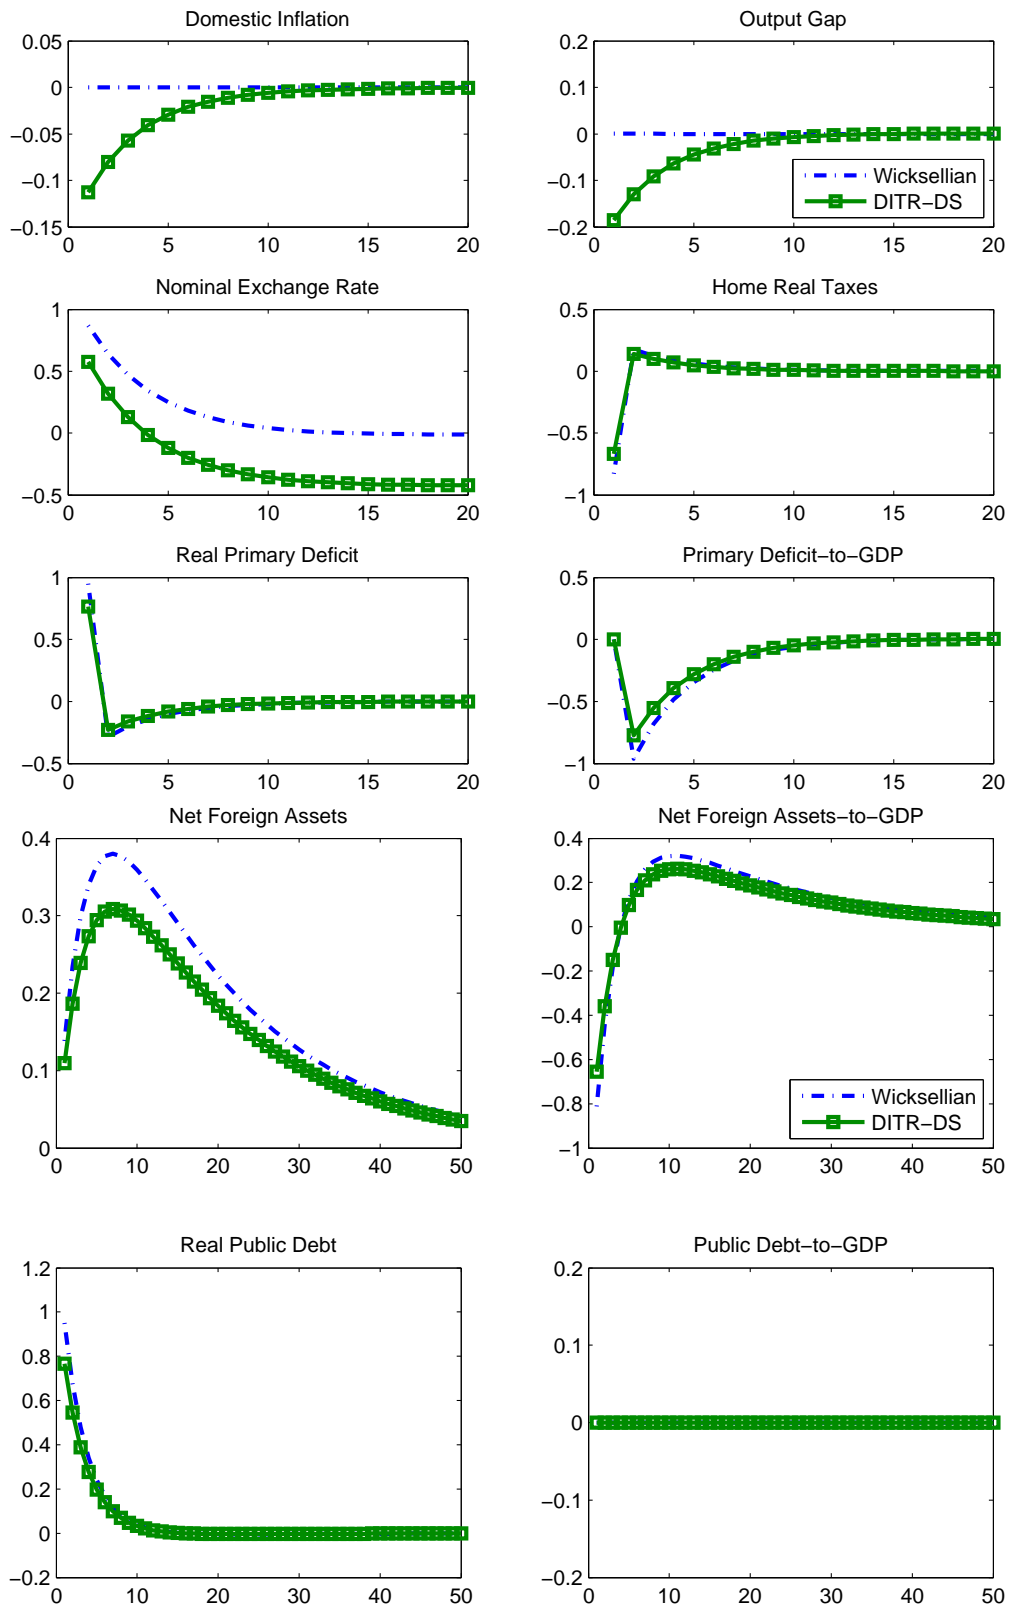 Domestic Inflation
0.05
0
−0.05
−0.1
−0.15
0 5 10 15 20
Output Gap
0.2
0.1
0
−0.1
−0.2
Wicksellian
DITR−DS
0 5 10 15 20
Nominal Exchange Rate
1
0.5
0
−0.5
0 5 10 15 20
Home Real Taxes
0.5
0
−0.5
−1
0 5 10 15 20
Real Primary Deficit
1
0.5
0
−0.5
0 5 10 15 20
Primary Deficit−to−GDP
0.5
0
−0.5
−1
0 5 10 15 20
Net Foreign Assets
0.4
0.3
0.2
0.1
0
0 10 20 30 40 50
Net Foreign Assets−to−GDP
0.4
0.2
0
−0.2
−0.4
−0.6
−0.8
−1
Wicksellian
DITR−DS
0 10 20 30 40 50
Real Public Debt
1.2
1
0.8
0.6
0.4
0.2
0
−0.2
0 10 20 30 40 50
Public Debt−to−GDP
0.2
0.1
0
−0.1
−0.2
0 10 20 30 40 50